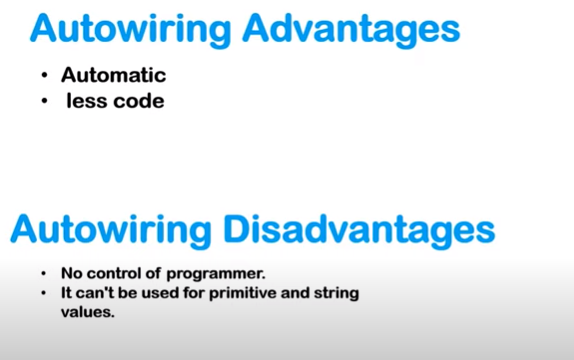 Autowiring Advantages
• Automatic
• less code
Autowiring Disadvantages
• No control of programmer.
• It can't be used for primitive and string
values.